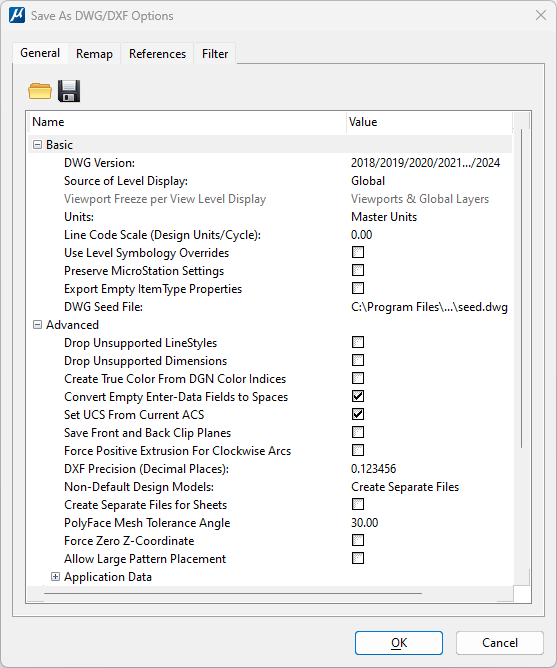 µ Save As DWG/DXF Options
General Remap References Filter
Name Value
Basic
DWG Version: 2018/2019/2020/2021.../2024
Source of Level Display: Global
Viewport Freeze per View Level Display Viewports & Global Layers
Units: Master Units
Line Code Scale (Design Units/Cycle): 0.00
Use Level Symbology Overrides
Preserve MicroStation Settings
Export Empty ItemType Properties
DWG Seed File: C:\Program Files\...\seed.dwg
Advanced
Drop Unsupported LineStyles
Drop Unsupported Dimensions
Create True Color From DGN Color Indices
Convert Empty Enter-Data Fields to Spaces
Set UCS From Current ACS
Save Front and Back Clip Planes
Force Positive Extrusion For Clockwise Arcs
DXF Precision (Decimal Places): 0.123456
Non-Default Design Models: Create Separate Files
Create Separate Files for Sheets
PolyFace Mesh Tolerance Angle 30.00
Force Zero Z-Coordinate
Allow Large Pattern Placement
Application Data
OK Cancel